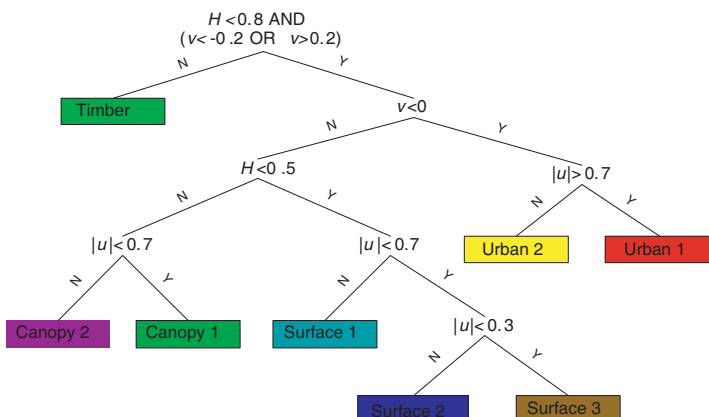 H<0.8 AND
(v<-0.2 OR v>0.2)
N
Y
Timber
v<0
N
Y
H<0 .5
|u|>0.7
N
Y
N
Y
|u|<0.7
|u|<0.7
Urban 2
Urban 1
N
Y
N
Y
Canopy 2
Canopy 1
Surface 1
|u|<0.3
N
Y
Surface 2
Surface 3